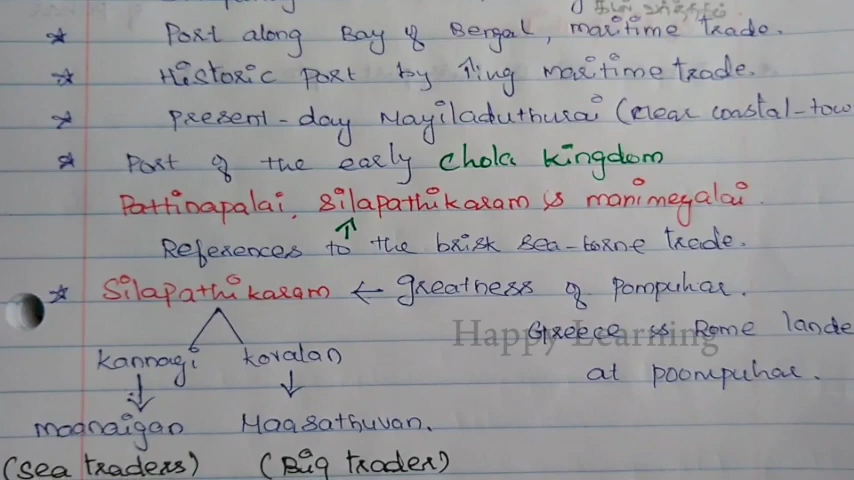 * Port along Bay of Bengal, maritime trade.
* Historic port by maritime trade.
* Present-day Mayiladuthurai (near coastal-tow
* Port of the early Chola Kingdom
Pattinapalai, Silapathikaram & manimegalai.
References to the brisk sea-borne trade.
* Silapathikaram ← greatness of pompuhar.
Happy Learning
Greece & Rome lande
kannagi kovalan
at poompuhar.
maanaigan Maasathuvan.
(sea traders) (Big trader)